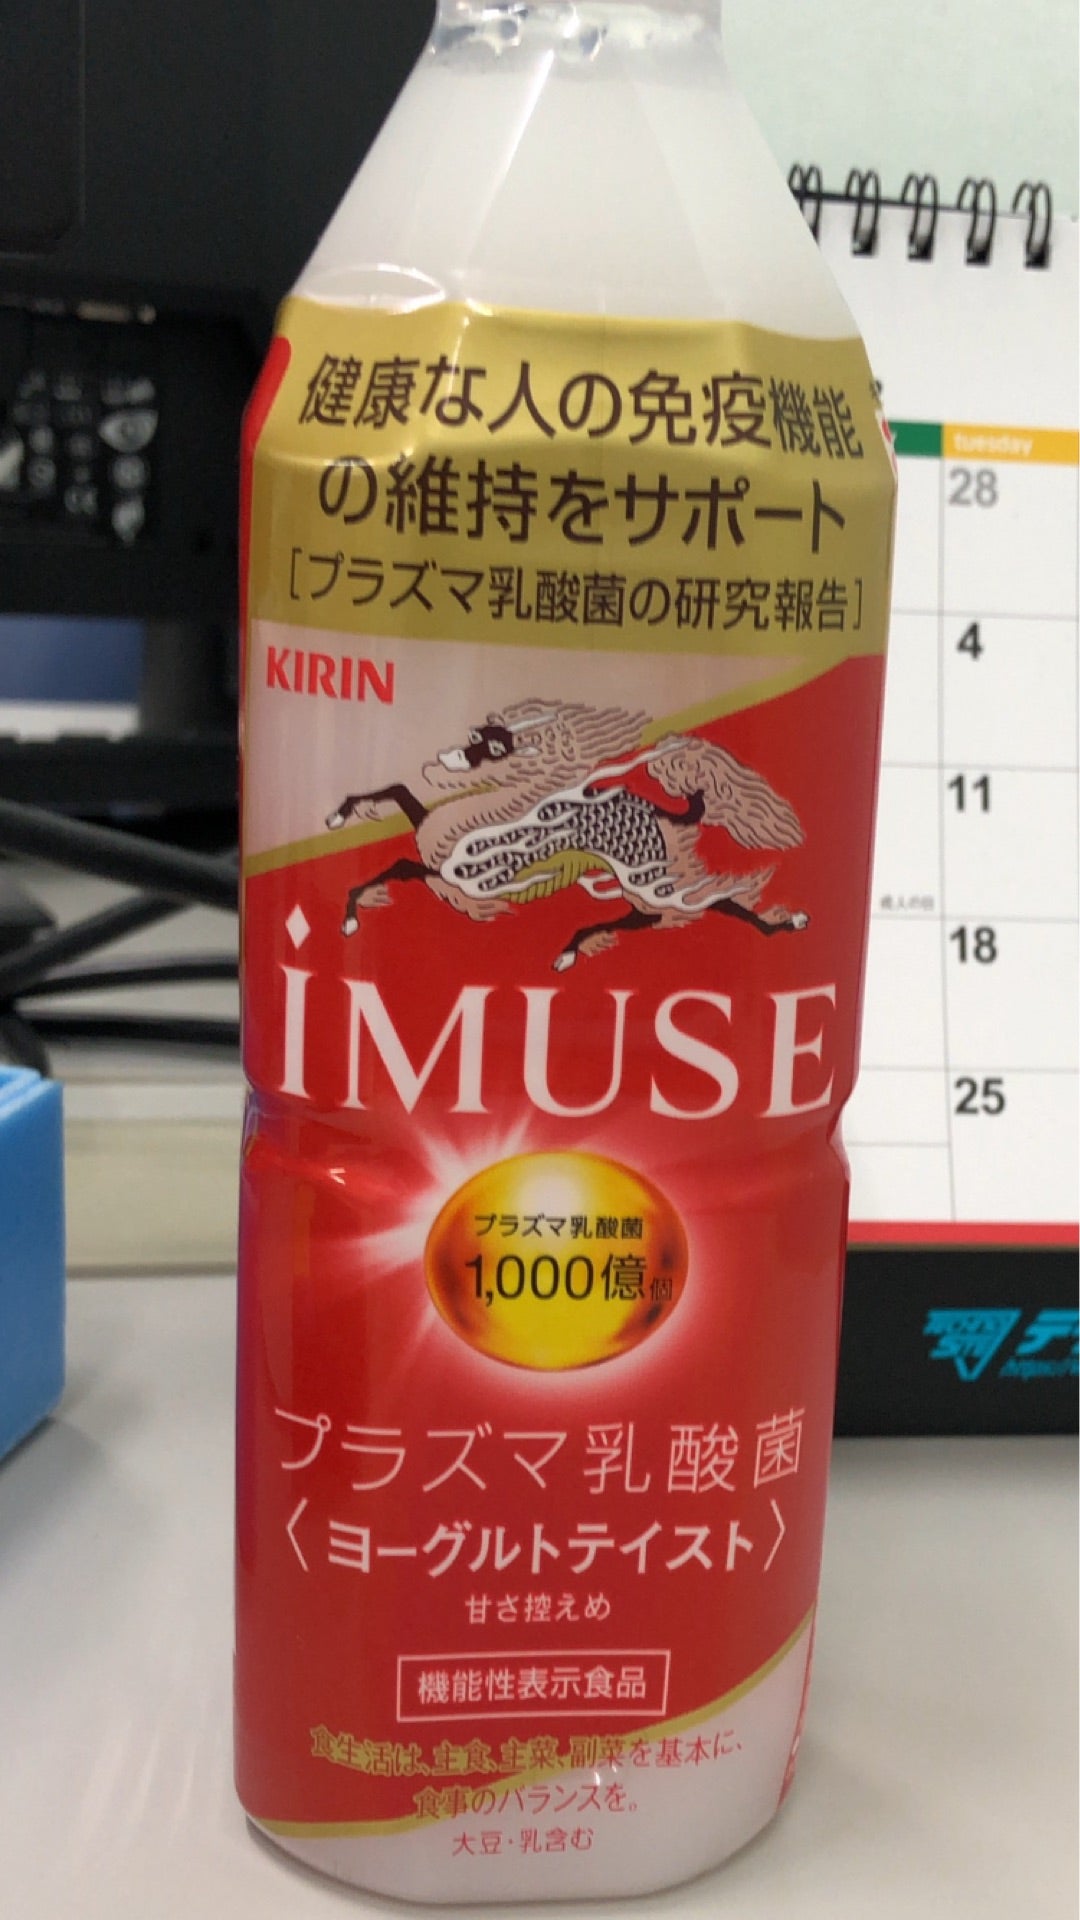 健康な人の免疫機能
の維持をサポート
[プラズマ乳酸菌の研究報告]
KIRIN
iMUSE
プラズマ乳酸菌
1,000億個
プラズマ乳酸菌
〈ヨーグルトテイスト〉
甘さ控えめ
機能性表示食品
食生活は、主食、主菜、副菜を基本に、
食事のバランスを。
大豆・乳含む
tuesday
28
4
11
成人の日
18
25